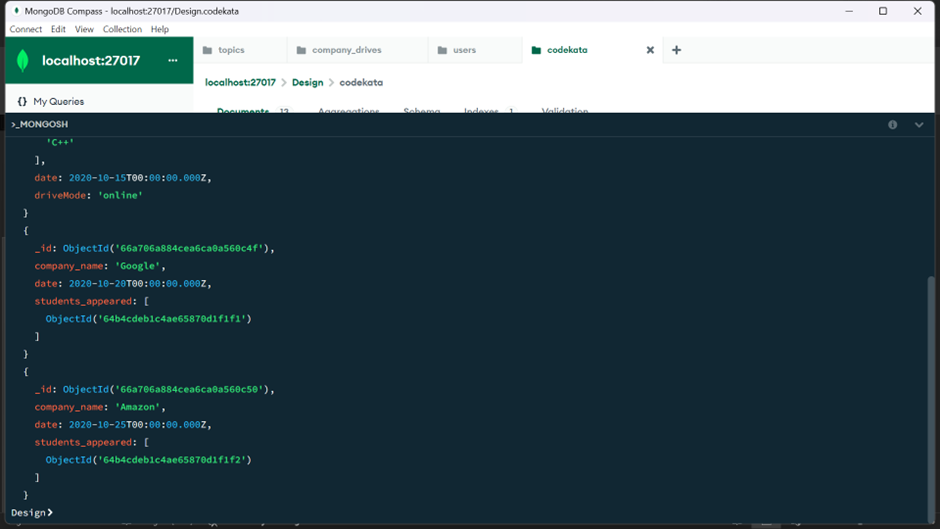 MongoDB Compass - localhost:27017/Design.codekata
Connect Edit View Collection Help
localhost:27017 ...
topics company_drives users codekata
localhost:27017 > Design > codekata
{} My Queries
Documents 13 Aggregations Schema Indexes 1 Validation
>_MONGOSH
'C++'
],
date: 2020-10-15T00:00:00.000Z,
driveMode: 'online'
}
{
_id: ObjectId('66a706a884cea6ca0a560c4f'),
company_name: 'Google',
date: 2020-10-20T00:00:00.000Z,
students_appeared: [
ObjectId('64b4cdeb1c4ae65870d1f1f1')
]
}
{
_id: ObjectId('66a706a884cea6ca0a560c50'),
company_name: 'Amazon',
date: 2020-10-25T00:00:00.000Z,
students_appeared: [
ObjectId('64b4cdeb1c4ae65870d1f1f2')
]
}
Design>